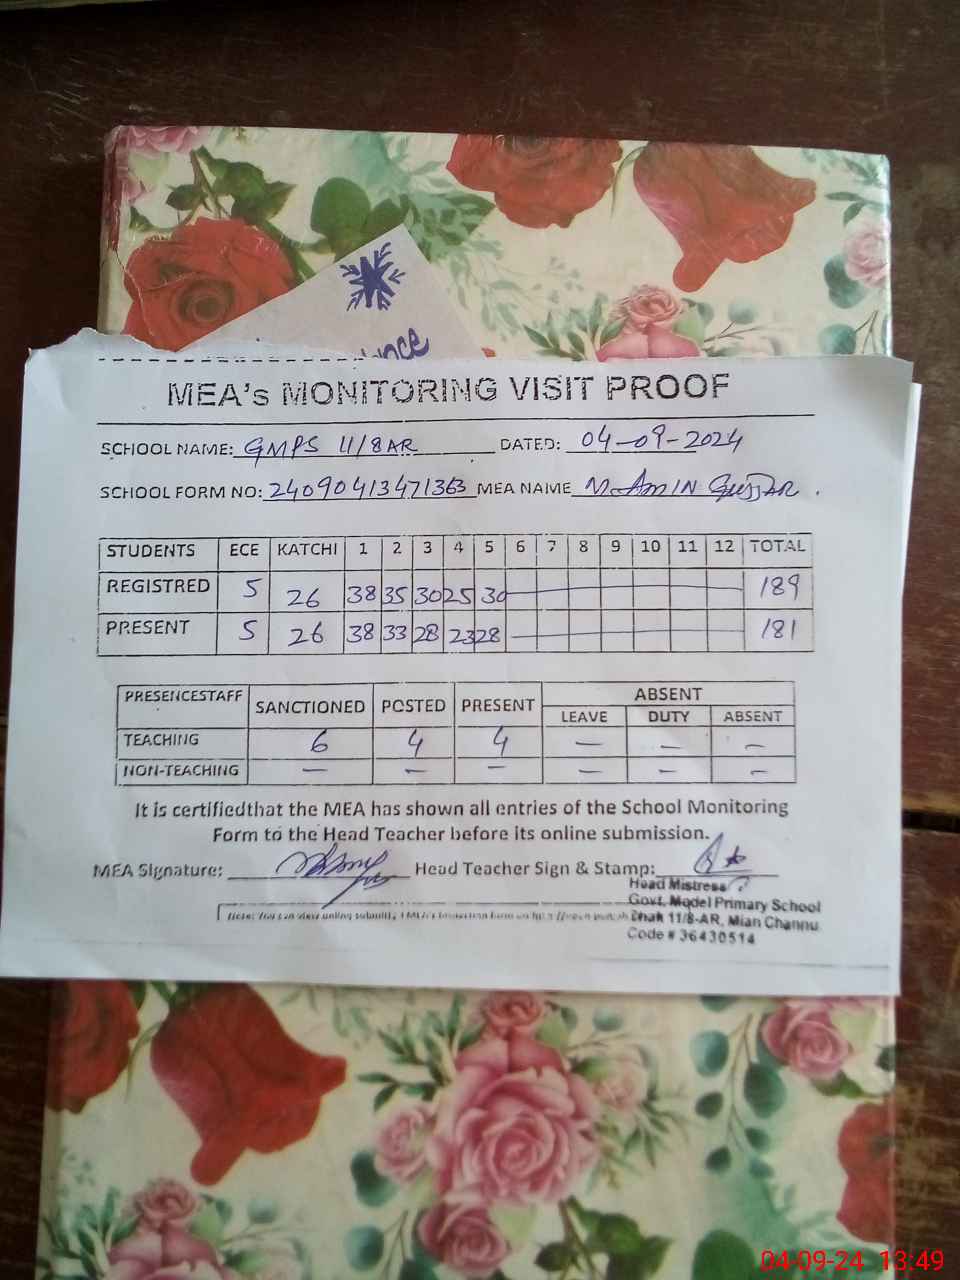 nce
MEA's MONITORING VISIT PROOF
SCHOOL NAME: GMPS 11/8AR DATED: 04-09-2024
SCHOOL FORM NO: 24090413471363 MEA NAME M. AMIN GUJJAR.
STUDENTS ECE KATCHI 1 2 3 4 5 6 7 8 9 10 11 12 TOTAL
REGISTRED 5 26 38 35 30 25 30 189
PRESENT 5 26 38 33 28 23 28 181
PRESENCESTAFF SANCTIONED POSTED PRESENT ABSENT
LEAVE DUTY ABSENT
TEACHING 6 4 4 — — —
NON-TEACHING — — — — — —
It is certifiedthat the MEA has shown all entries of the School Monitoring
Form to the Head Teacher before its online submission.
MEA Signature: Head Teacher Sign & Stamp:
Head Mistress
Govt. Model Primary School
Chak 11/8-AR, Mian Channu
Code # 36430514
04-09-24 13:49